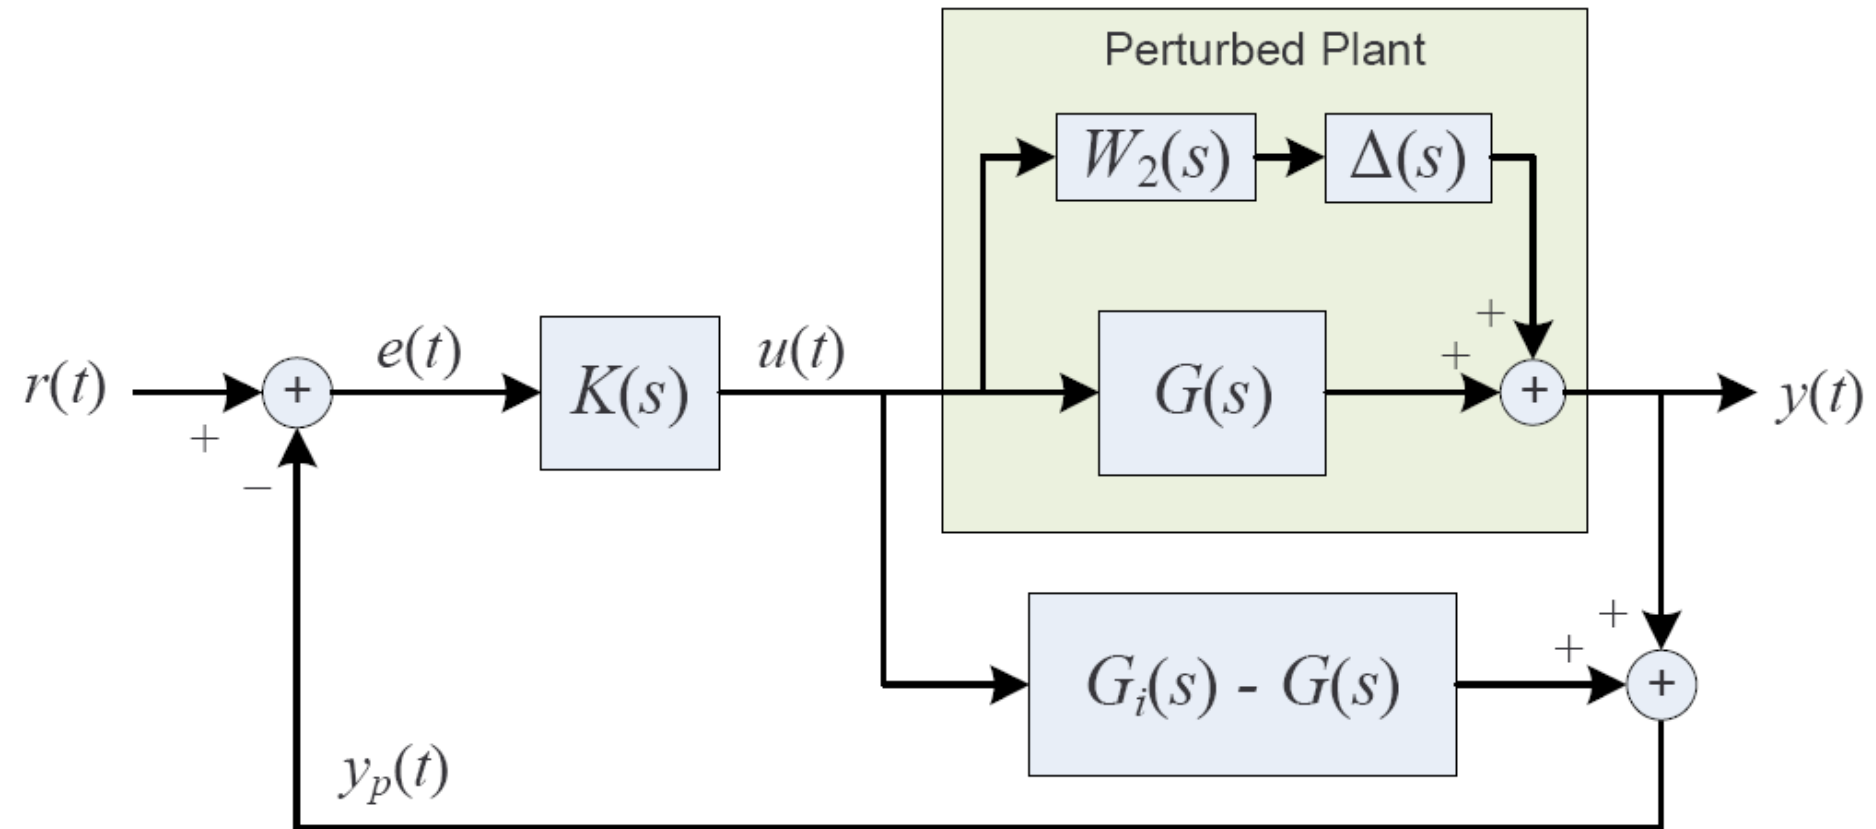 Perturbed Plant
W₂(s)
Δ(s)
+
r(t)
+
+
e(t)
K(s)
u(t)
G(s)
+
+
y(t)
−
Gᵢ(s) - G(s)
+
+
+
yₚ(t)